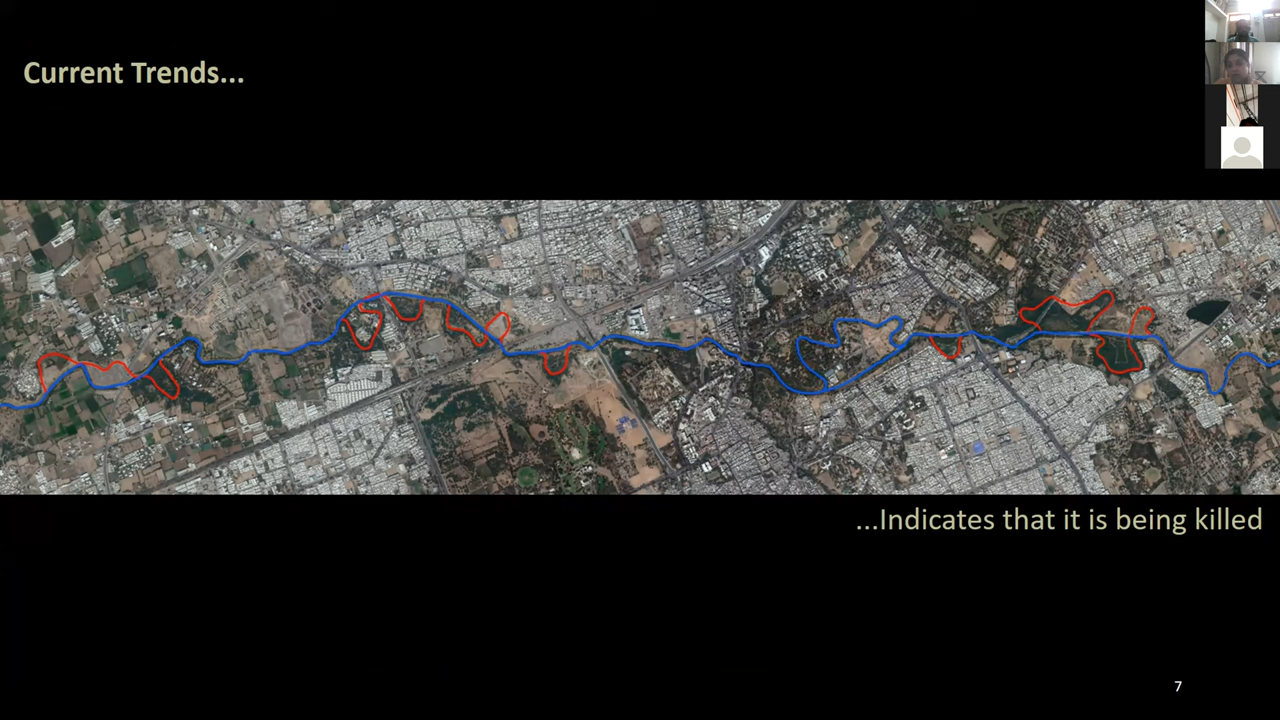 Current Trends...
...Indicates that it is being killed
7